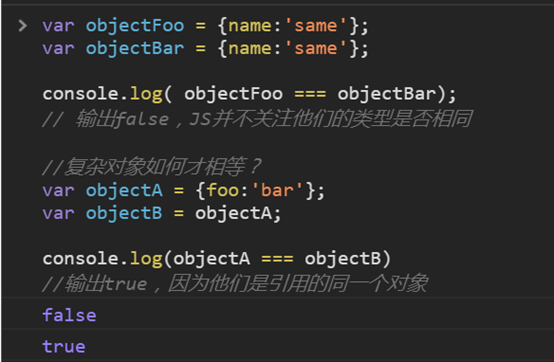 var objectFoo = {name:'same'};
var objectBar = {name:'same'};
console.log( objectFoo === objectBar);
// 输出false，JS并不关注他们的类型是否相同
//复杂对象如何才相等？
var objectA = {foo:'bar'};
var objectB = objectA;
console.log(objectA === objectB)
//输出true，因为他们是引用的同一个对象
false
true